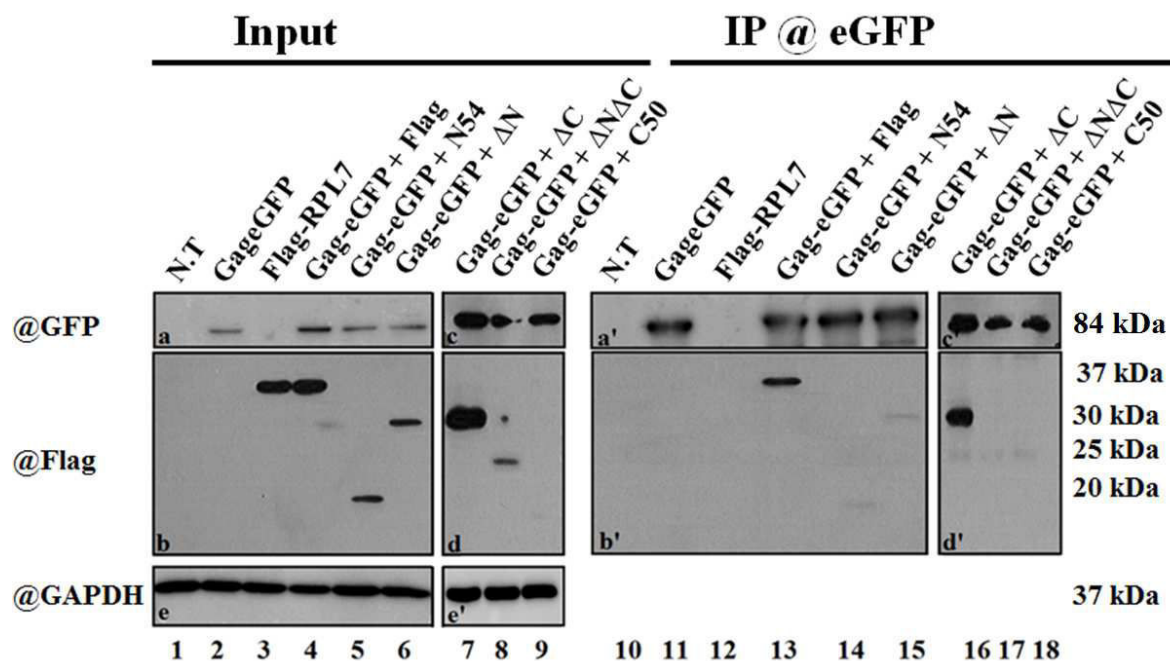 Input
IP @ eGFP
N.T
GageGFP
Flag-RPL7
Gag-eGFP + Flag
Gag-eGFP + N54
Gag-eGFP + ΔN
Gag-eGFP + ΔC
Gag-eGFP + ΔNΔC
Gag-eGFP + C50
N.T
GageGFP
Flag-RPL7
Gag-eGFP + Flag
Gag-eGFP + N54
Gag-eGFP + ΔN
Gag-eGFP + ΔC
Gag-eGFP + ΔNΔC
Gag-eGFP + C50
@GFP
a
c
a'
c'
84 kDa
@Flag
b
d
b'
d'
37 kDa
30 kDa
25 kDa
20 kDa
@GAPDH
e
e'
37 kDa
1 2 3 4 5 6 7 8 9 10 11 12 13 14 15 16 17 18